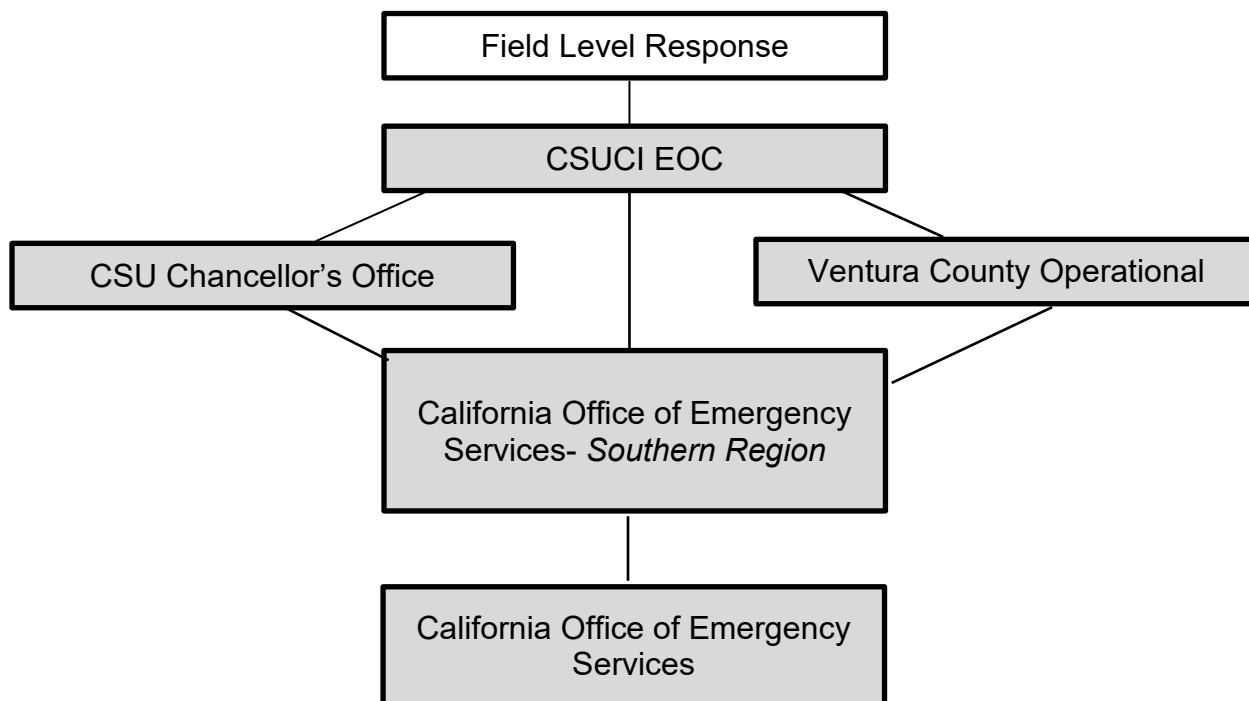 Field Level Response
CSUCI EOC
CSU Chancellor’s Office
Ventura County Operational
California Office of Emergency
Services- Southern Region
California Office of Emergency
Services